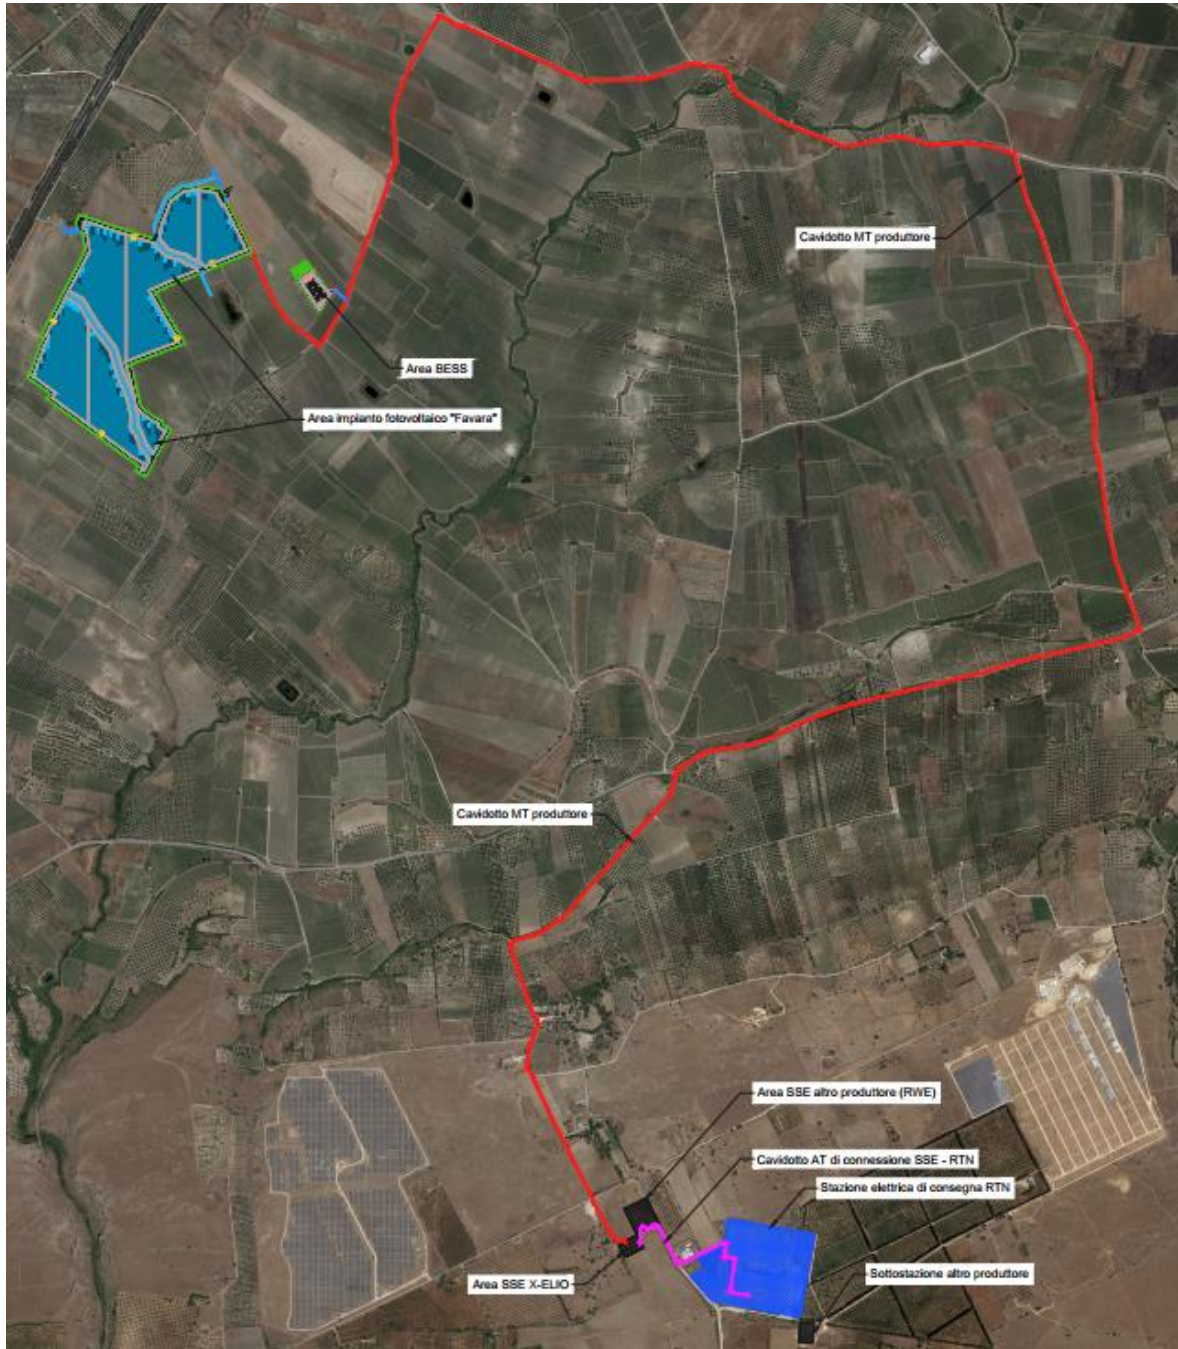 Cavidotto MT produttore
Area BESS
Area impianto fotovoltaico "Favara"
Cavidotto MT produttore
Area SSE altro produttore (RWE)
Cavidotto AT di connessione SSE - RTN
Stazione elettrica di consegna RTN
Area SSE X-ELIO
Sottostazione altro produttore